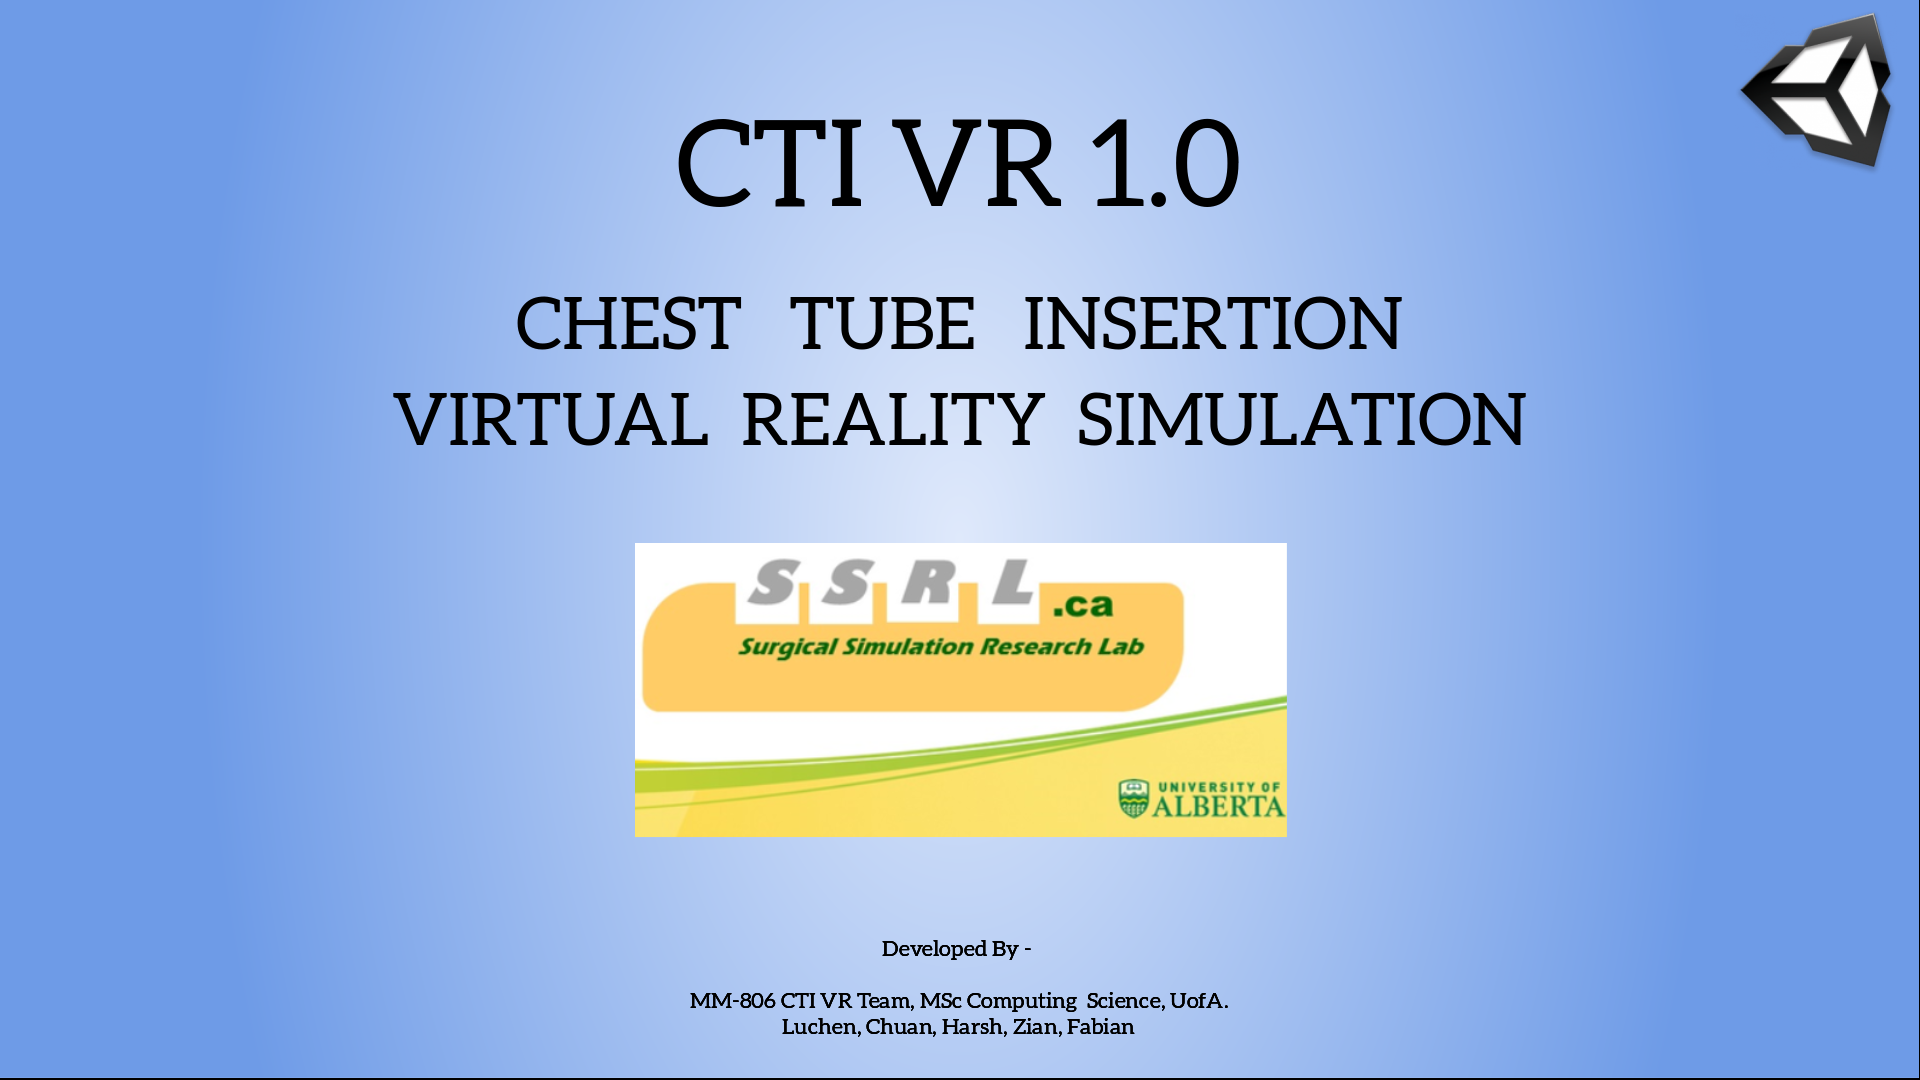 CTI VR 1.0
CHEST TUBE INSERTION
VIRTUAL REALITY SIMULATION
SSRL.ca
Surgical Simulation Research Lab
UNIVERSITY OF
ALBERTA
Developed By -
MM-806 CTI VR Team, MSc Computing Science, UofA.
Luchen, Chuan, Harsh, Zian, Fabian